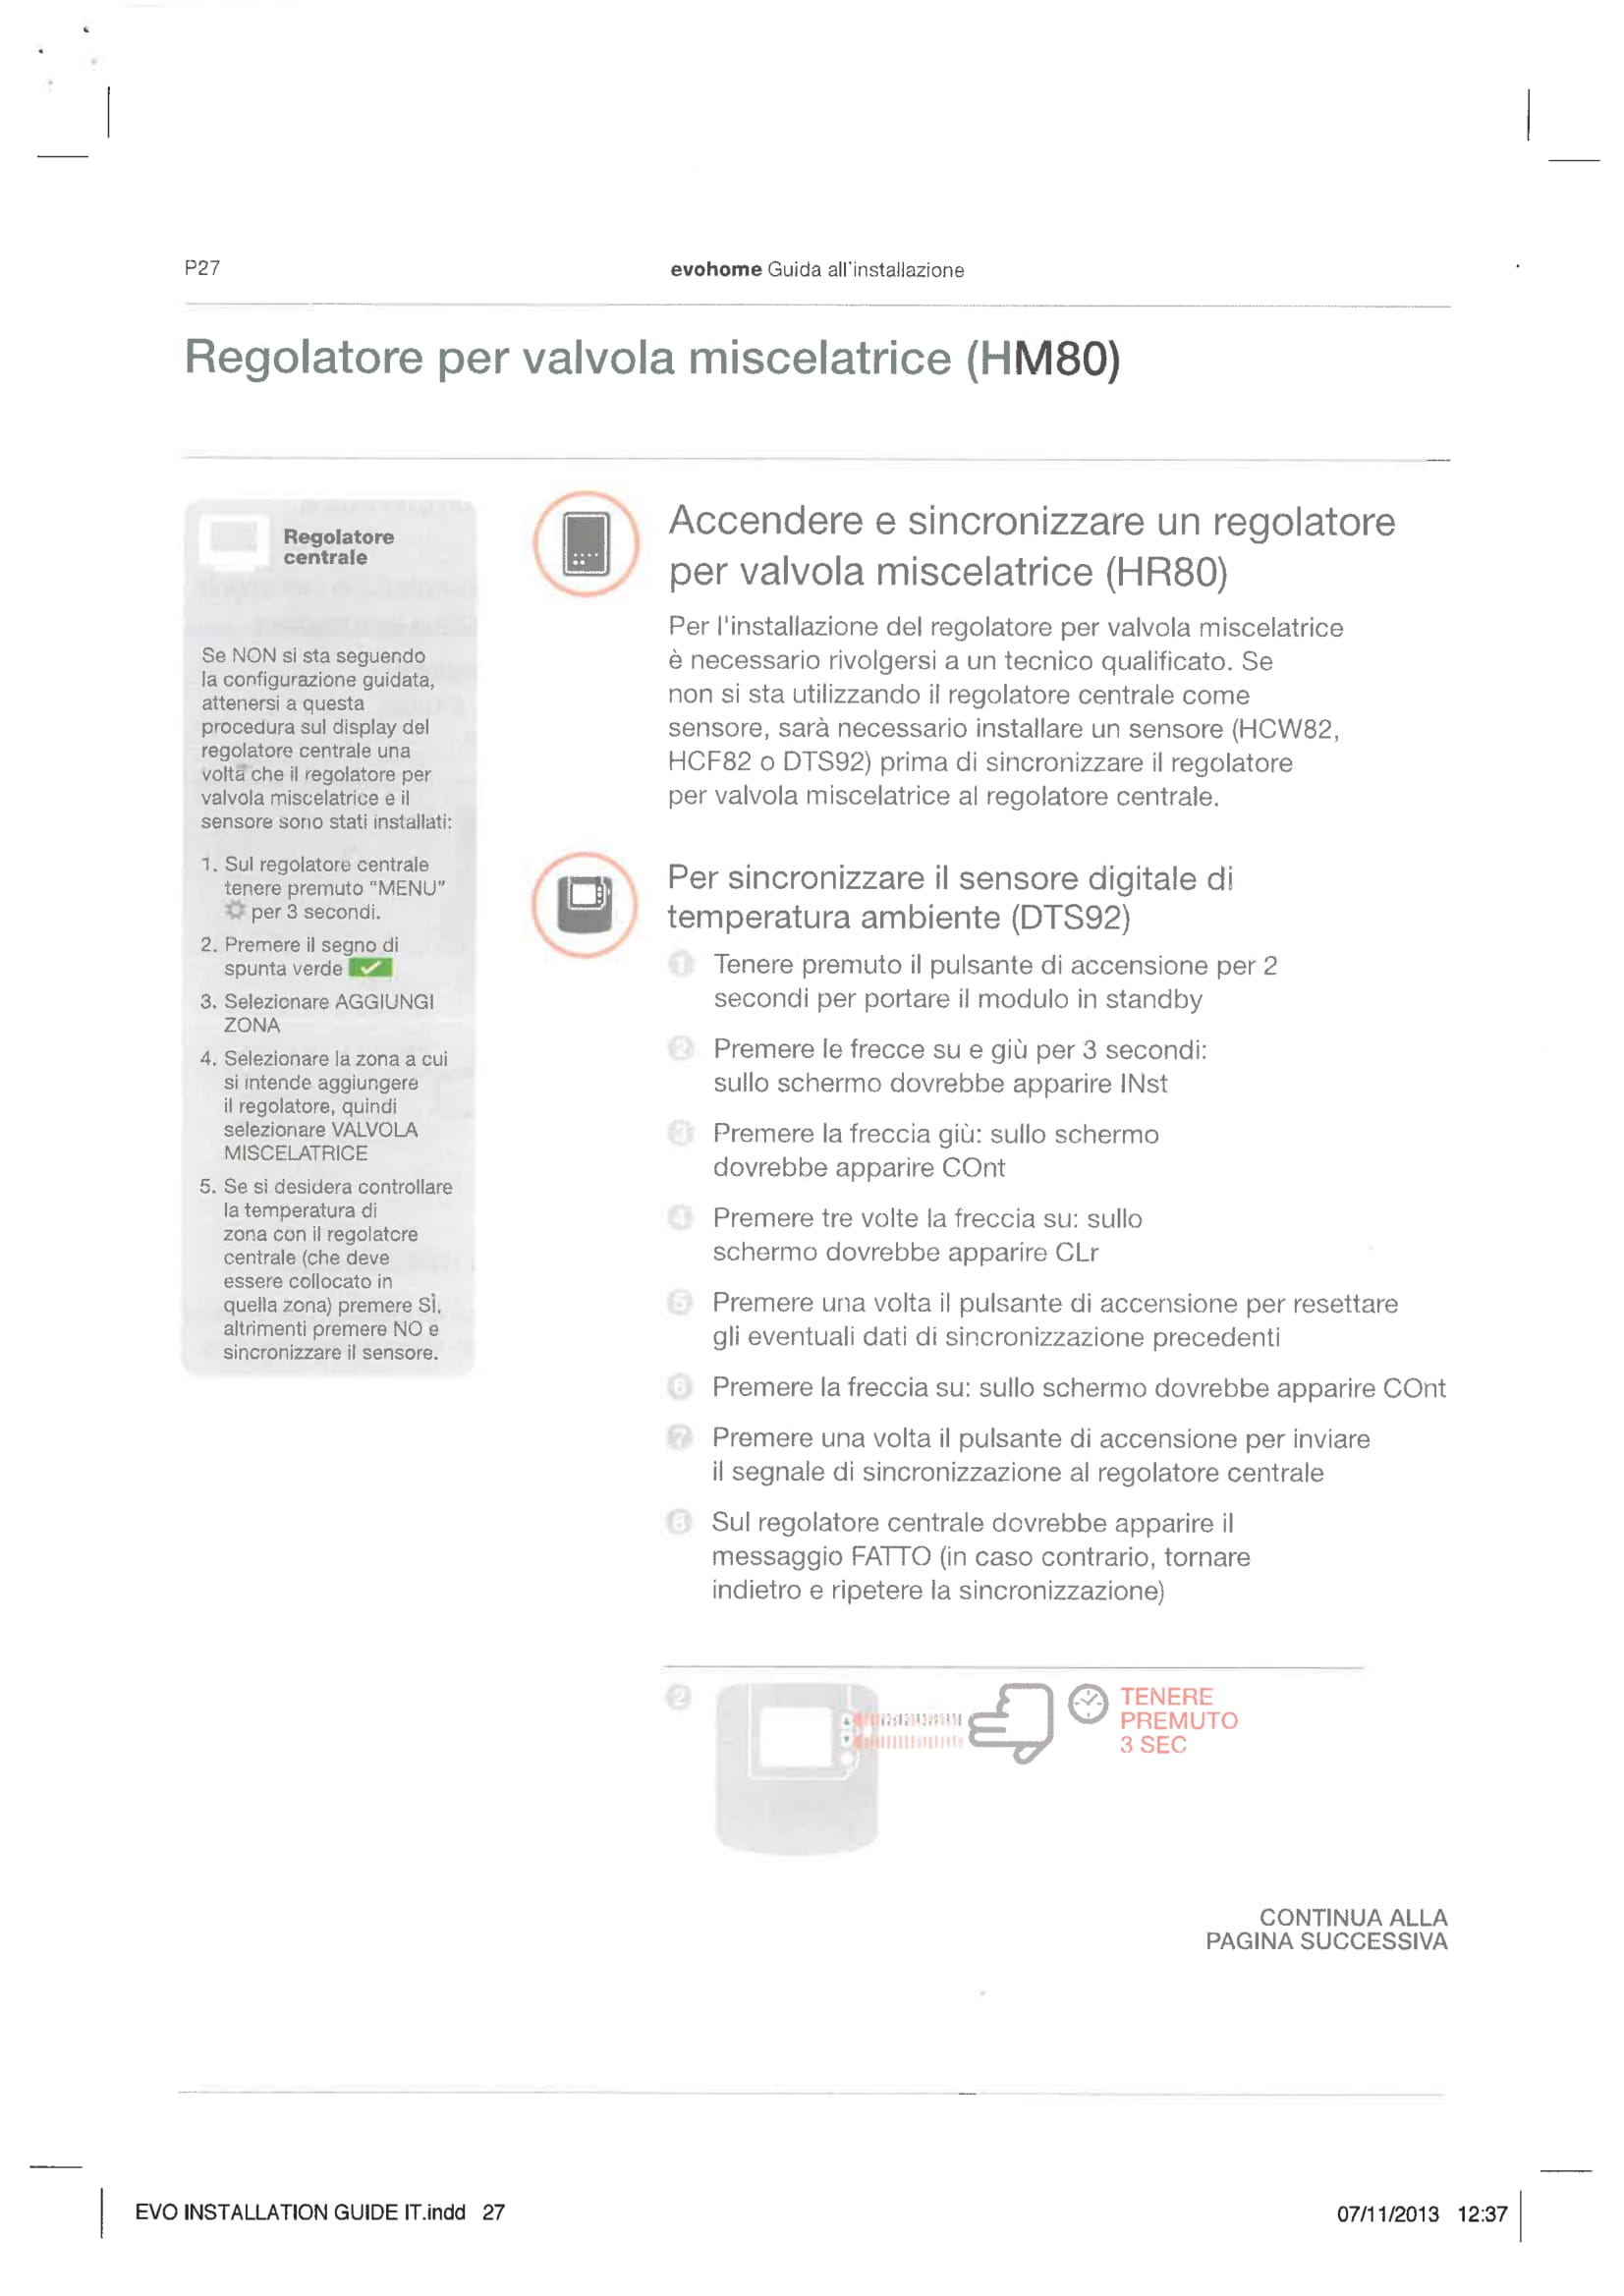 P27
evohome Guida all'installazione
Regolatore per valvola miscelatrice (HM80)
Regolatore
centrale
Se NON si sta seguendo
la configurazione guidata,
attenersi a questa
procedura sul display del
regolatore centrale una
volta che il regolatore per
valvola miscelatrice e il
sensore sono stati installati:
1. Sul regolatore centrale
tenere premuto "MENU"
per 3 secondi.
2. Premere il segno di
spunta verde
3. Selezionare AGGIUNGI
ZONA
4. Selezionare la zona a cui
si intende aggiungere
il regolatore, quindi
selezionare VALVOLA
MISCELATRICE
5. Se si desidera controllare
la temperatura di
zona con il regolatore
centrale (che deve
essere collocato in
quella zona) premere SÌ,
altrimenti premere NO e
sincronizzare il sensore.
Accendere e sincronizzare un regolatore
per valvola miscelatrice (HR80)
Per l'installazione del regolatore per valvola miscelatrice
è necessario rivolgersi a un tecnico qualificato. Se
non si sta utilizzando il regolatore centrale come
sensore, sarà necessario installare un sensore (HCW82,
HCF82 o DTS92) prima di sincronizzare il regolatore
per valvola miscelatrice al regolatore centrale.
Per sincronizzare il sensore digitale di
temperatura ambiente (DTS92)
1 Tenere premuto il pulsante di accensione per 2
secondi per portare il modulo in standby
2 Premere le frecce su e giù per 3 secondi:
sullo schermo dovrebbe apparire INst
3 Premere la freccia giù: sullo schermo
dovrebbe apparire COnt
4 Premere tre volte la freccia su: sullo
schermo dovrebbe apparire CLr
5 Premere una volta il pulsante di accensione per resettare
gli eventuali dati di sincronizzazione precedenti
6 Premere la freccia su: sullo schermo dovrebbe apparire COnt
7 Premere una volta il pulsante di accensione per inviare
il segnale di sincronizzazione al regolatore centrale
8 Sul regolatore centrale dovrebbe apparire il
messaggio FATTO (in caso contrario, tornare
indietro e ripetere la sincronizzazione)
2
TENERE
PREMUTO
3 SEC
CONTINUA ALLA
PAGINA SUCCESSIVA
EVO INSTALLATION GUIDE IT.indd 27
07/11/2013 12:37